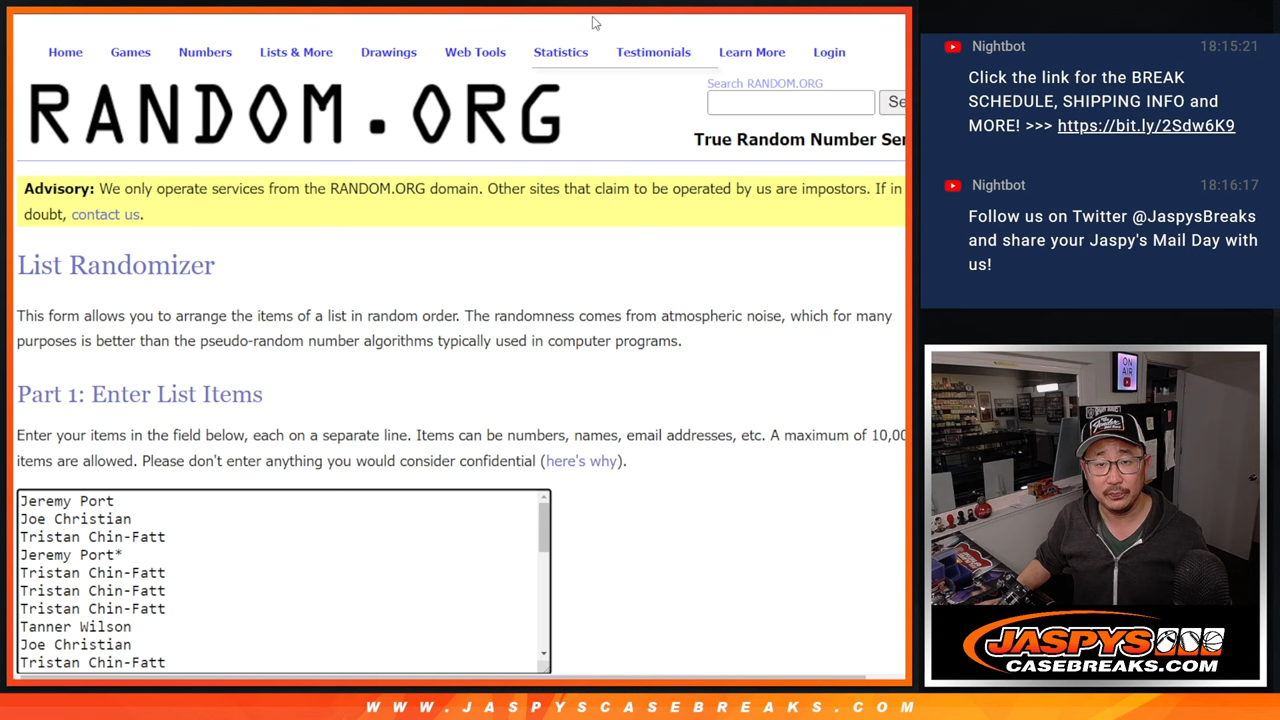 Home Games Numbers Lists & More Drawings Web Tools Statistics Testimonials Learn More Login
RANDOM.ORG
Search RANDOM.ORG
Se
True Random Number Ser
Advisory: We only operate services from the RANDOM.ORG domain. Other sites that claim to be operated by us are impostors. If in
doubt, contact us.
List Randomizer
This form allows you to arrange the items of a list in random order. The randomness comes from atmospheric noise, which for many
purposes is better than the pseudo-random number algorithms typically used in computer programs.
Part 1: Enter List Items
Enter your items in the field below, each on a separate line. Items can be numbers, names, email addresses, etc. A maximum of 10,00
items are allowed. Please don't enter anything you would consider confidential (here's why).
Jeremy Port
Joe Christian
Tristan Chin-Fatt
Jeremy Port*
Tristan Chin-Fatt
Tristan Chin-Fatt
Tristan Chin-Fatt
Tanner Wilson
Joe Christian
Tristan Chin-Fatt
Nightbot 18:15:21
Click the link for the BREAK
SCHEDULE, SHIPPING INFO and
MORE! >>> https://bit.ly/2Sdw6K9
Nightbot 18:16:17
Follow us on Twitter @JaspysBreaks
and share your Jaspy's Mail Day with
us!
ON
AIR
Fender
JASPYS
CASEBREAKS.COM
WWW.JASPYSCASEBREAKS.COM